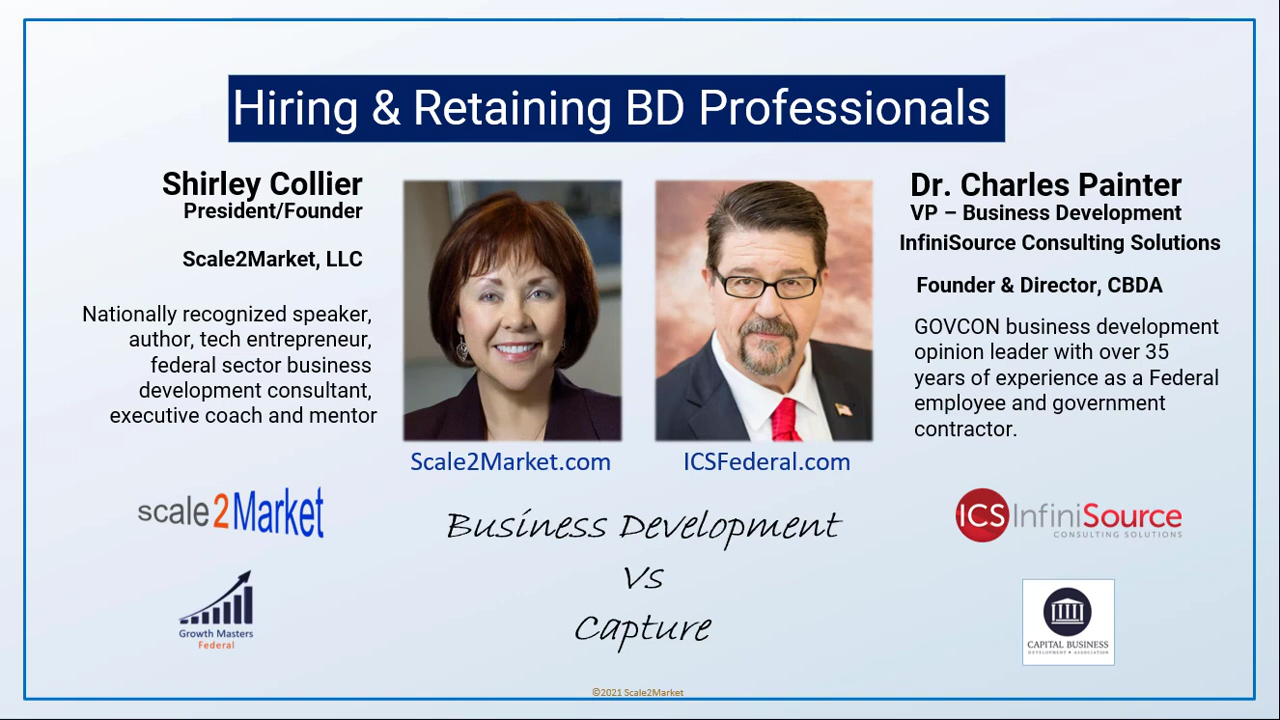 Hiring & Retaining BD Professionals
Shirley Collier
President/Founder
Scale2Market, LLC
Nationally recognized speaker,
author, tech entrepreneur,
federal sector business
development consultant,
executive coach and mentor
Dr. Charles Painter
VP – Business Development
InfiniSource Consulting Solutions
Founder & Director, CBDA
GOVCON business development
opinion leader with over 35
years of experience as a Federal
employee and government
contractor.
Scale2Market.com
ICSFederal.com
scale2Market
Growth Masters
Federal
Business Development
Vs
Capture
ICS InfiniSource
CONSULTING SOLUTIONS
CAPITAL BUSINESS
DEVELOPMENT ★ ASSOCIATION
©2021 Scale2Market